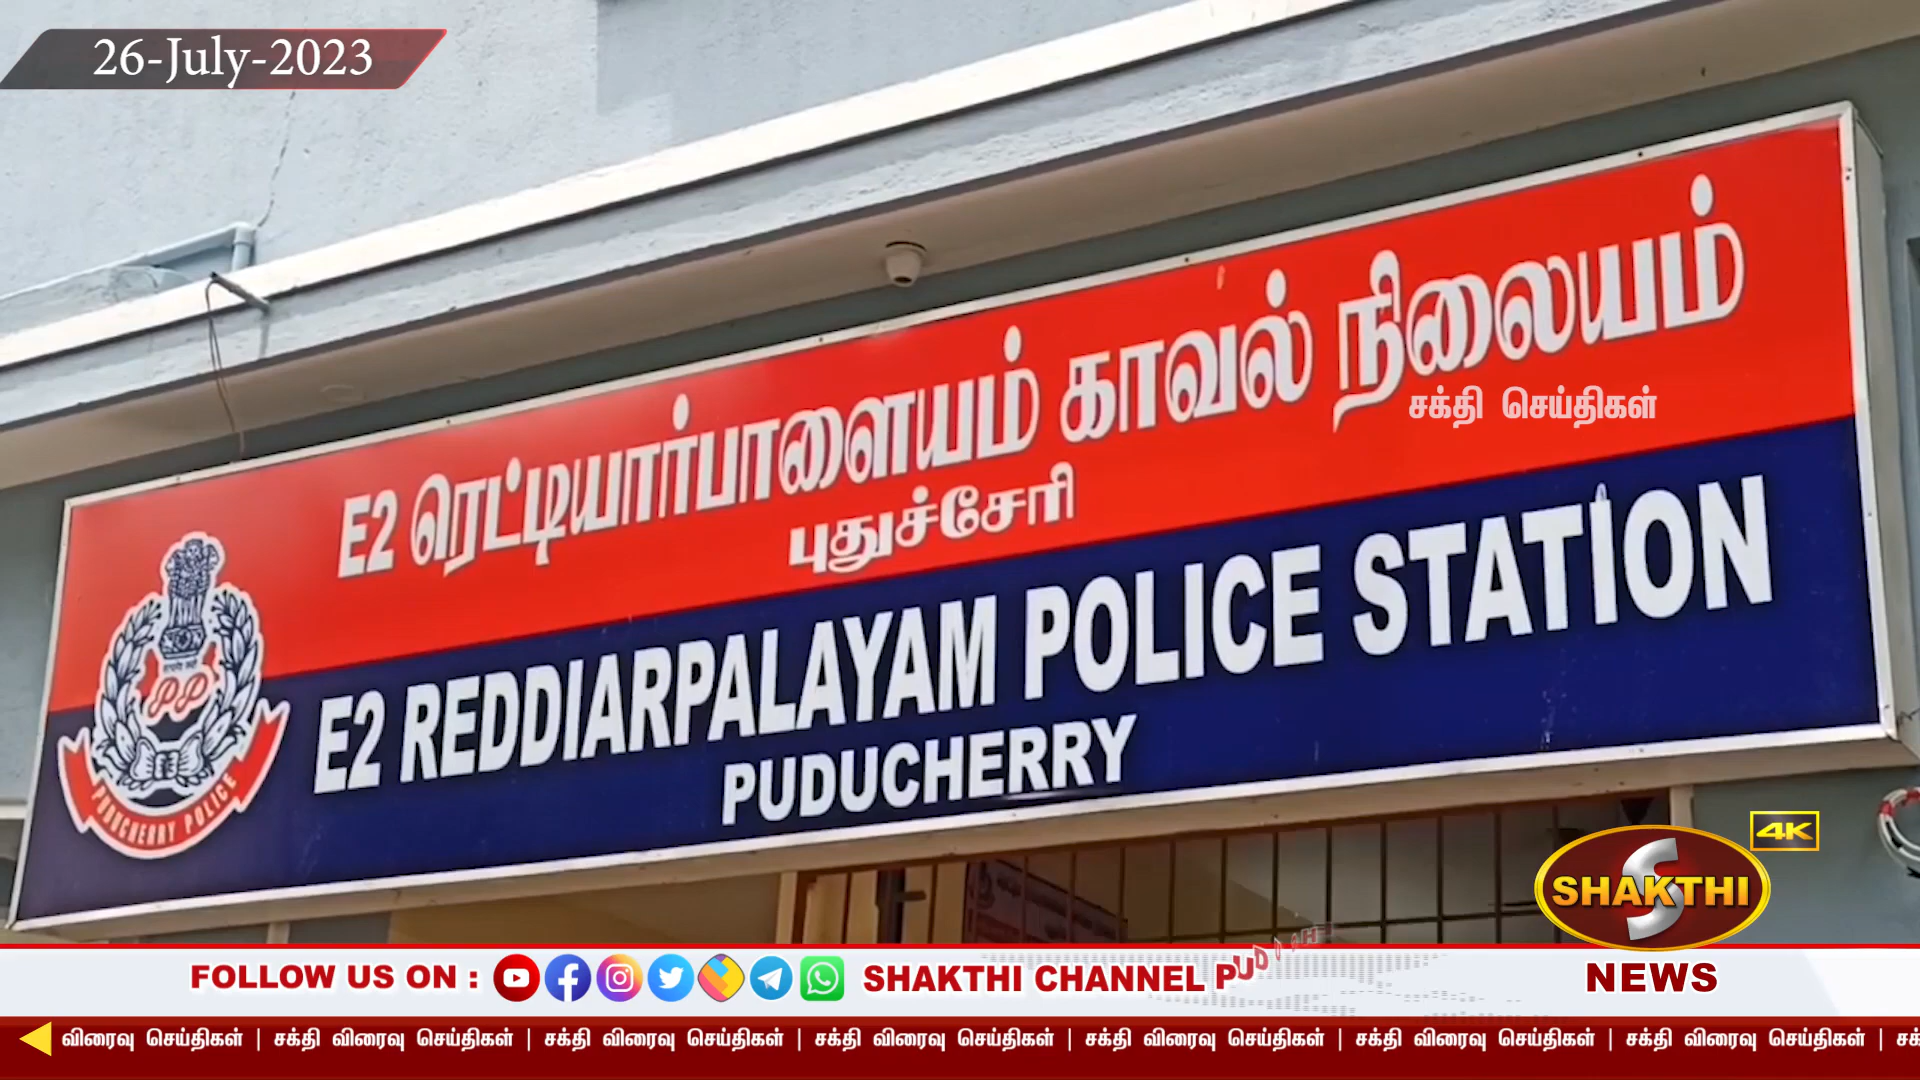 26-July-2023
E2 ரெட்டியார்பாளையம் காவல் நிலையம்
சக்தி செய்திகள்
புதுச்சேரி
E2 REDDIARPALAYAM POLICE STATION
PUDUCHERRY
PP
PUDUCHERRY POLICE
4K
SHAKTHI
NEWS
FOLLOW US ON : SHAKTHI CHANNEL
விரைவு செய்திகள் | சக்தி விரைவு செய்திகள் | சக்தி விரைவு செய்திகள் | சக்தி விரைவு செய்திகள் | சக்தி விரைவு செய்திகள் | சக்தி விரைவு செய்திகள் | சக்தி விரைவு செய்திகள் |